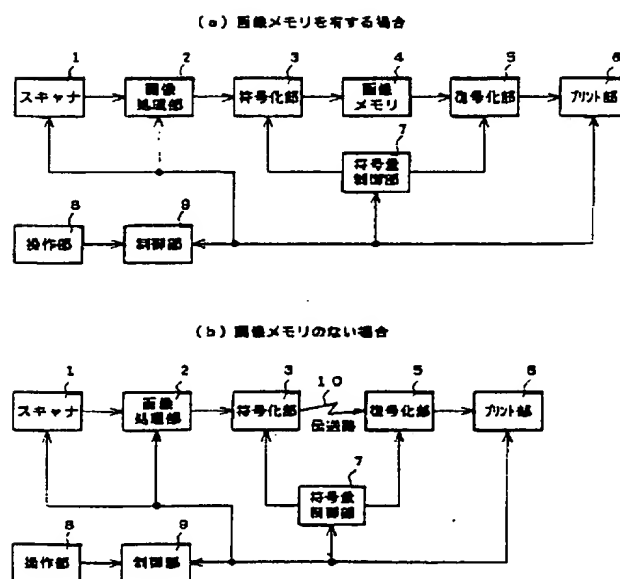 (a) 画像メモリを有する場合
1 2 3 4 5 6
スキャナ
画像
処理部
符号化部
画像
メモリ
復号化部
プリント部
7
符号量
制御部
8 9
操作部
制御部
(b) 画像メモリのない場合
1 2 3 10 5 6
スキャナ
画像
処理部
符号化部
伝送路
復号化部
プリント部
7
符号量
制御部
8 9
操作部
制御部